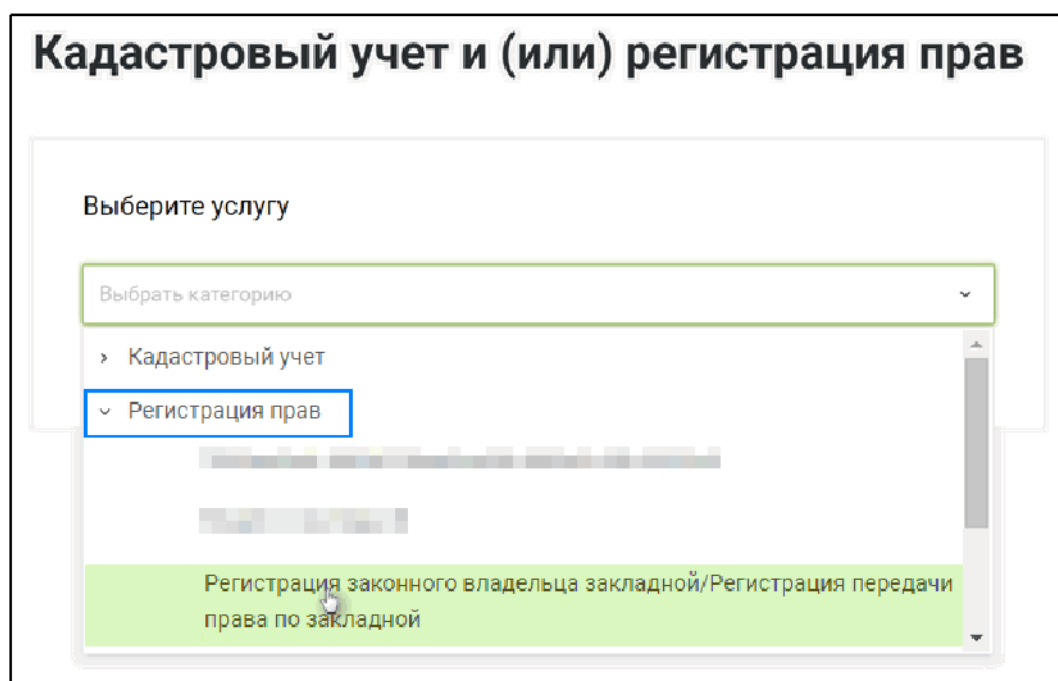 Кадастровый учет и (или) регистрация прав
Выберите услугу
Выбрать категорию
Кадастровый учет
Регистрация прав
Регистрация законного владельца закладной/Регистрация передачи
права по закладной